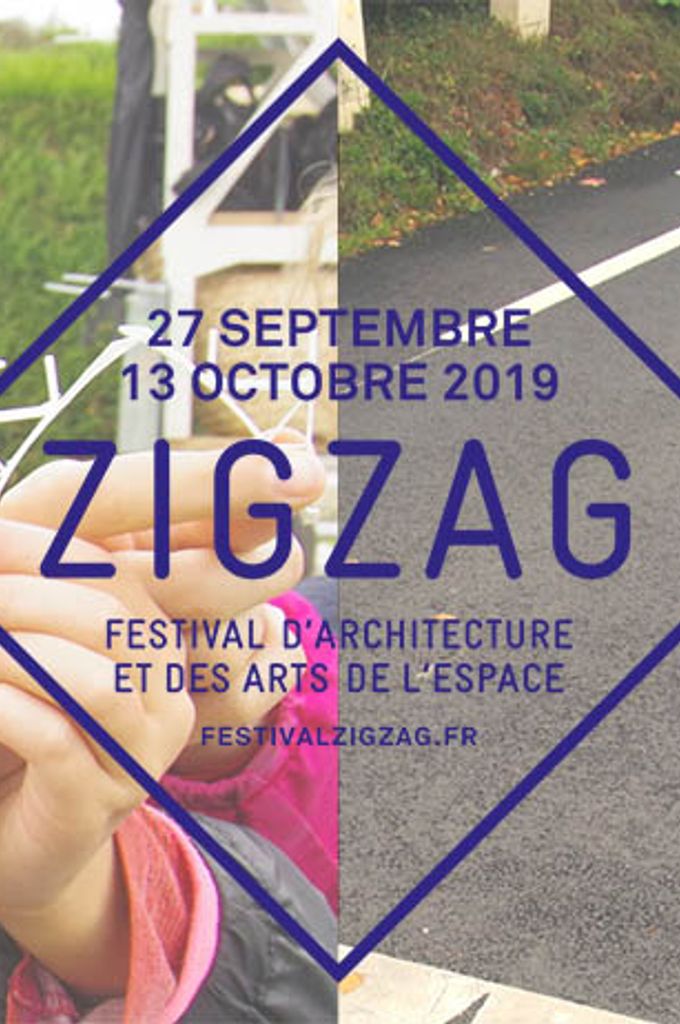 27 SEPTEMBRE
13 OCTOBRE 2019
ZIGZAG
FESTIVAL D'ARCHITECTURE
ET DES ARTS DE L'ESPACE
FESTIVALZIGZAG.FR